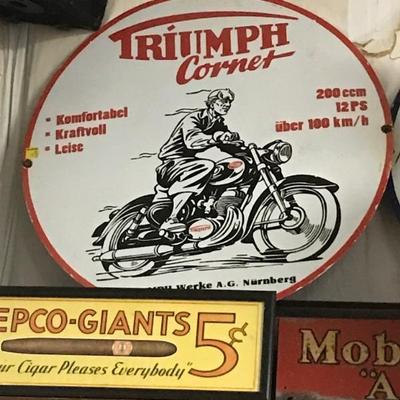 TRIUMPH
Cornet
- Komfortabel
- Kraftvoll
- Leise
200 ccm
12 PS
über 100 km/h
Werke A.G. Nürnberg
EPCO-GIANTS 5¢
ur Cigar Pleases Everybody"
Mob
"A